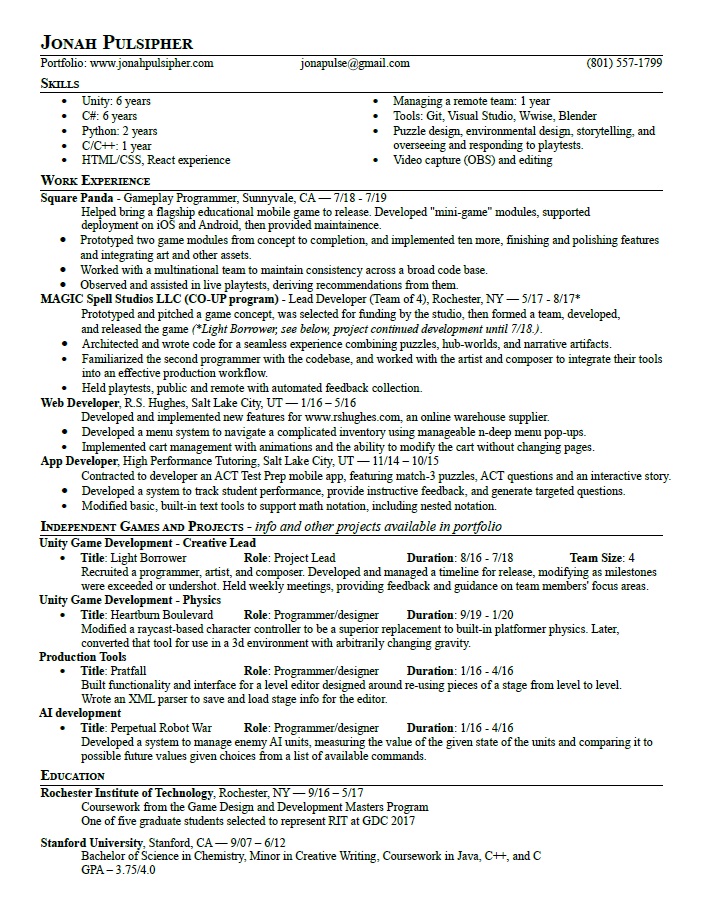 JONAH PULSIPHER
Portfolio: www.jonahpulsipher.com jonapulse@gmail.com (801) 557-1799
SKILLS
• Unity: 6 years
• C#: 6 years
• Python: 2 years
• C/C++: 1 year
• HTML/CSS, React experience
• Managing a remote team: 1 year
• Tools: Git, Visual Studio, Wwise, Blender
• Puzzle design, environmental design, storytelling, and
overseeing and responding to playtests.
• Video capture (OBS) and editing
WORK EXPERIENCE
Square Panda - Gameplay Programmer, Sunnyvale, CA — 7/18 - 7/19
Helped bring a flagship educational mobile game to release. Developed "mini-game" modules, supported
deployment on iOS and Android, then provided maintainence.
• Prototyped two game modules from concept to completion, and implemented ten more, finishing and polishing features
and integrating art and other assets.
• Worked with a multinational team to maintain consistency across a broad code base.
• Observed and assisted in live playtests, deriving recommendations from them.
MAGIC Spell Studios LLC (CO-UP program) - Lead Developer (Team of 4), Rochester, NY — 5/17 - 8/17*
Prototyped and pitched a game concept, was selected for funding by the studio, then formed a team, developed,
and released the game (*Light Borrower, see below, project continued development until 7/18.).
• Architected and wrote code for a seamless experience combining puzzles, hub-worlds, and narrative artifacts.
• Familiarized the second programmer with the codebase, and worked with the artist and composer to integrate their tools
into an effective production workflow.
• Held playtests, public and remote with automated feedback collection.
Web Developer, R.S. Hughes, Salt Lake City, UT — 1/16 – 5/16
Developed and implemented new features for www.rshughes.com, an online warehouse supplier.
• Developed a menu system to navigate a complicated inventory using manageable n-deep menu pop-ups.
• Implemented cart management with animations and the ability to modify the cart without changing pages.
App Developer, High Performance Tutoring, Salt Lake City, UT — 11/14 – 10/15
Contracted to developer an ACT Test Prep mobile app, featuring match-3 puzzles, ACT questions and an interactive story.
• Developed a system to track student performance, provide instructive feedback, and generate targeted questions.
• Modified basic, built-in text tools to support math notation, including nested notation.
INDEPENDENT GAMES AND PROJECTS - info and other projects available in portfolio
Unity Game Development - Creative Lead
• Title: Light Borrower Role: Project Lead Duration: 8/16 - 7/18 Team Size: 4
Recruited a programmer, artist, and composer. Developed and managed a timeline for release, modifying as milestones
were exceeded or undershot. Held weekly meetings, providing feedback and guidance on team members' focus areas.
Unity Game Development - Physics
• Title: Heartburn Boulevard Role: Programmer/designer Duration: 9/19 - 1/20
Modified a raycast-based character controller to be a superior replacement to built-in platformer physics. Later,
converted that tool for use in a 3d environment with arbitrarily changing gravity.
Production Tools
• Title: Pratfall Role: Programmer/designer Duration: 1/16 - 4/16
Built functionality and interface for a level editor designed around re-using pieces of a stage from level to level.
Wrote an XML parser to save and load stage info for the editor.
AI development
• Title: Perpetual Robot War Role: Programmer/designer Duration: 1/16 - 4/16
Developed a system to manage enemy AI units, measuring the value of the given state of the units and comparing it to
possible future values given choices from a list of available commands.
EDUCATION
Rochester Institute of Technology, Rochester, NY — 9/16 – 5/17
Coursework from the Game Design and Development Masters Program
One of five graduate students selected to represent RIT at GDC 2017
Stanford University, Stanford, CA — 9/07 – 6/12
Bachelor of Science in Chemistry, Minor in Creative Writing, Coursework in Java, C++, and C
GPA – 3.75/4.0